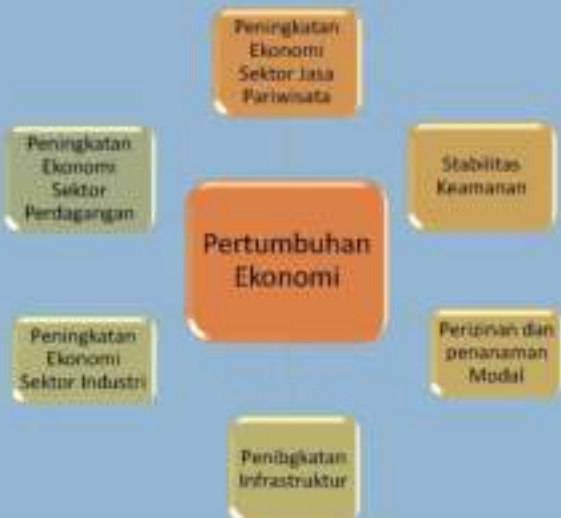 Peningkatan
Ekonomi
Sektor Jasa
Pariwisata
Peningkatan
Ekonomi
Sektor
Perdagangan
Stabilitas
Keamanan
Pertumbuhan
Ekonomi
Peningkatan
Ekonomi
Sektor Industri
Perizinan dan
penanaman
Modal
Penibgkatan
Infrastruktur